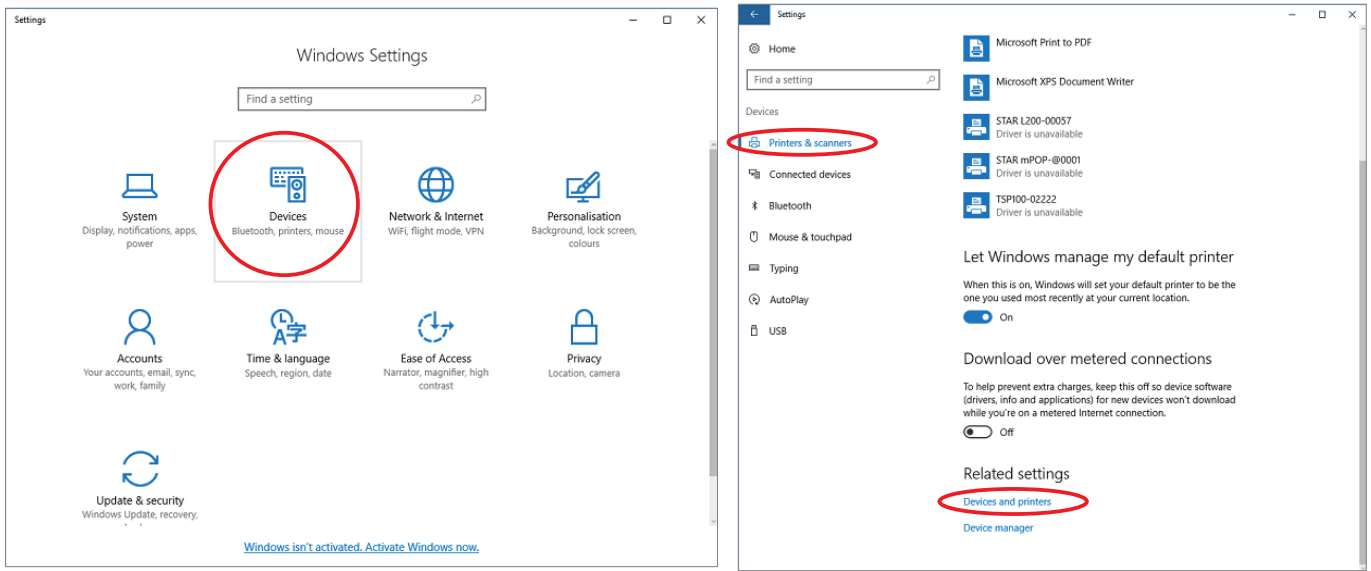 Settings
Windows Settings
Find a setting
System
Display, notifications, apps,
power
Devices
Bluetooth, printers, mouse
Network & Internet
WiFi, flight mode, VPN
Personalisation
Background, lock screen,
colours
Accounts
Your accounts, email, sync,
work, family
Time & language
Speech, region, date
Ease of Access
Narrator, magnifier, high
contrast
Privacy
Location, camera
Update & security
Windows Update, recovery,
Windows isn't activated. Activate Windows now.
Settings
Home
Find a setting
Devices
Printers & scanners
Connected devices
Bluetooth
Mouse & touchpad
Typing
AutoPlay
USB
Microsoft Print to PDF
Microsoft XPS Document Writer
STAR L200-00057
Driver is unavailable
STAR mPOP-@0001
Driver is unavailable
TSP100-02222
Driver is unavailable
Let Windows manage my default printer
When this is on, Windows will set your default printer to be the
one you used most recently at your current location.
On
Download over metered connections
To help prevent extra charges, keep this off so device software
(drivers, info and applications) for new devices won't download
while you're on a metered Internet connection.
Off
Related settings
Devices and printers
Device manager